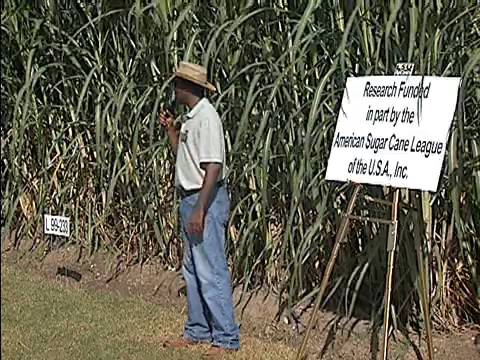 Research Funded
in part by the
American Sugar Cane League
of the U.S.A., Inc.
L 99-233